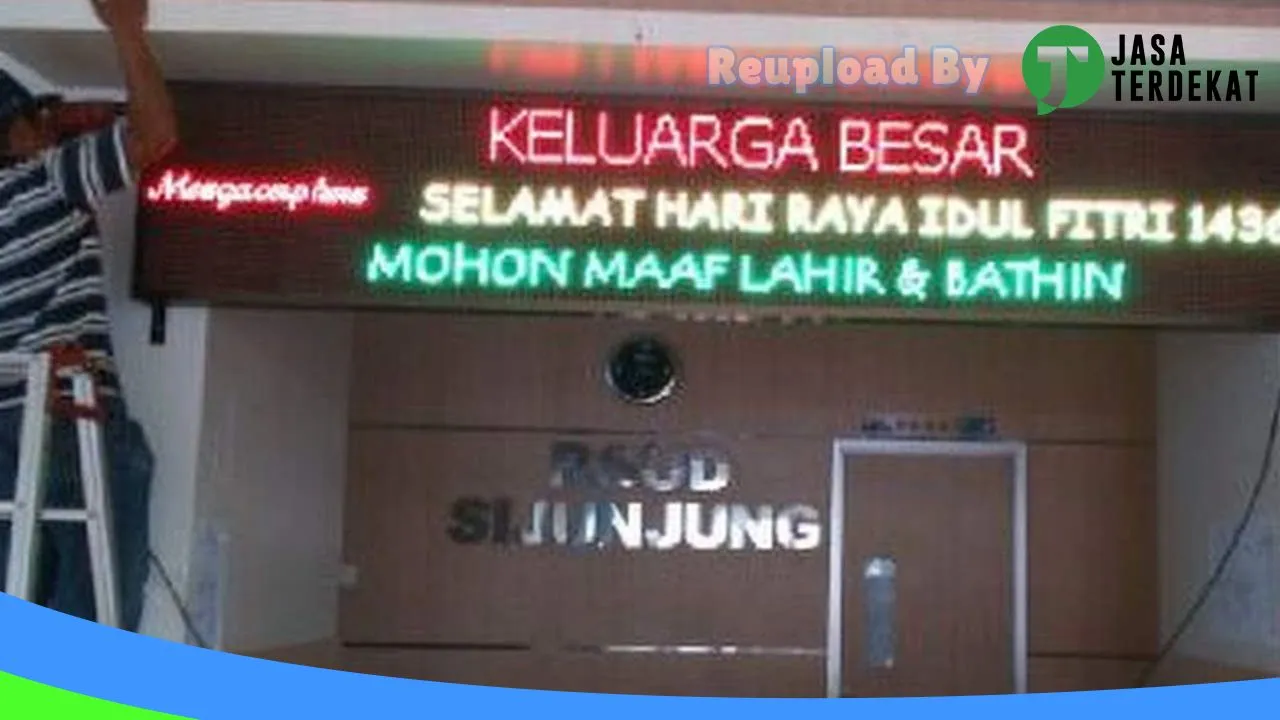 Reupload By
JASA
TERDEKAT
KELUARGA BESAR
SELAMAT HARI RAYA IDUL FITRI 1436
MOHON MAAF LAHIR & BATHIN
RSUD
SIJUNJUNG